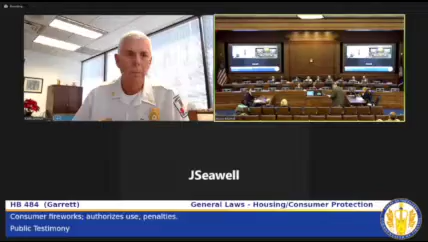 JSeawell
HB 484 (Garrett)
General Laws - Housing/Consumer Protection
Consumer fireworks; authorizes use, penalties.
Public Testimony